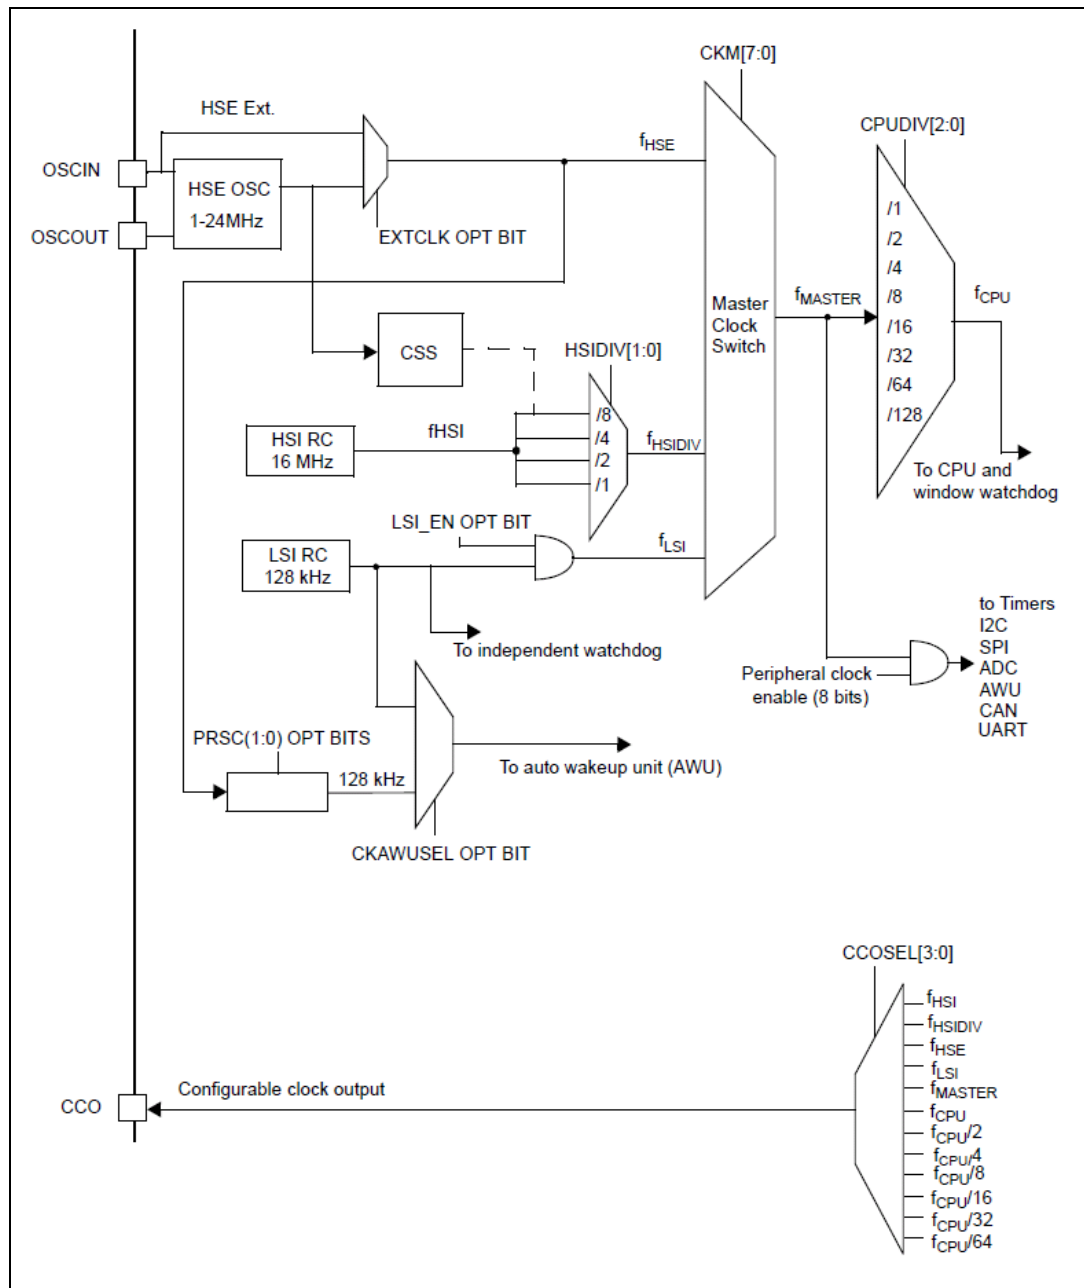 CKM[7:0]
HSE Ext.
CPUDIV[2:0]
OSCIN
HSE OSC
1-24MHz
fHSE
OSCOUT
EXTCLK OPT BIT
/1
/2
/4
/8
/16
/32
/64
/128
fMASTER
fCPU
Master
Clock
Switch
CSS
HSIDIV[1:0]
HSI RC
16 MHz
fHSI
/8
/4
/2
/1
fHSIDIV
To CPU and
window watchdog
LSI_EN OPT BIT
LSI RC
128 kHz
fLSI
To independent watchdog
to Timers
I2C
SPI
ADC
AWU
CAN
UART
Peripheral clock
enable (8 bits)
PRSC(1:0) OPT BITS
128 kHz
To auto wakeup unit (AWU)
CKAWUSEL OPT BIT
CCOSEL[3:0]
fHSI
fHSIDIV
fHSE
fLSI
fMASTER
fCPU
fCPU/2
fCPU/4
fCPU/8
fCPU/16
fCPU/32
fCPU/64
CCO
Configurable clock output